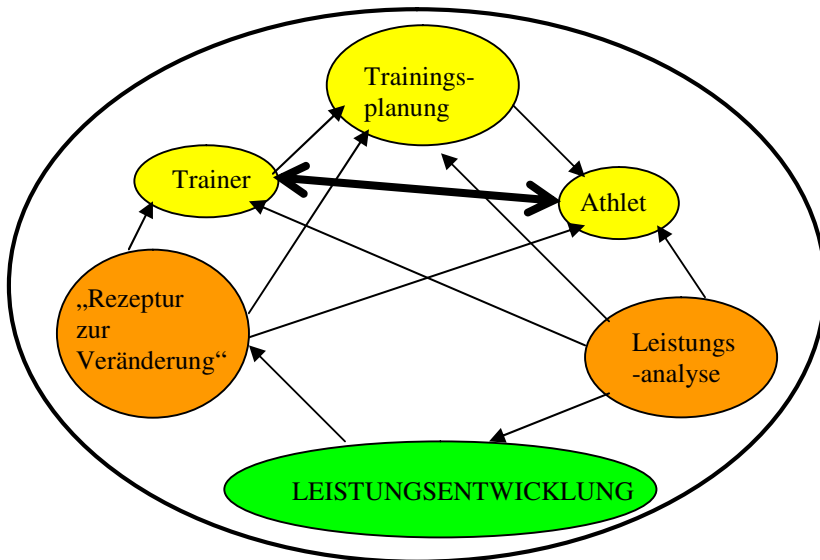 Trainings-
planung
Trainer
Athlet
„Rezeptur
zur
Veränderung“
Leistungs
-analyse
LEISTUNGSENTWICKLUNG